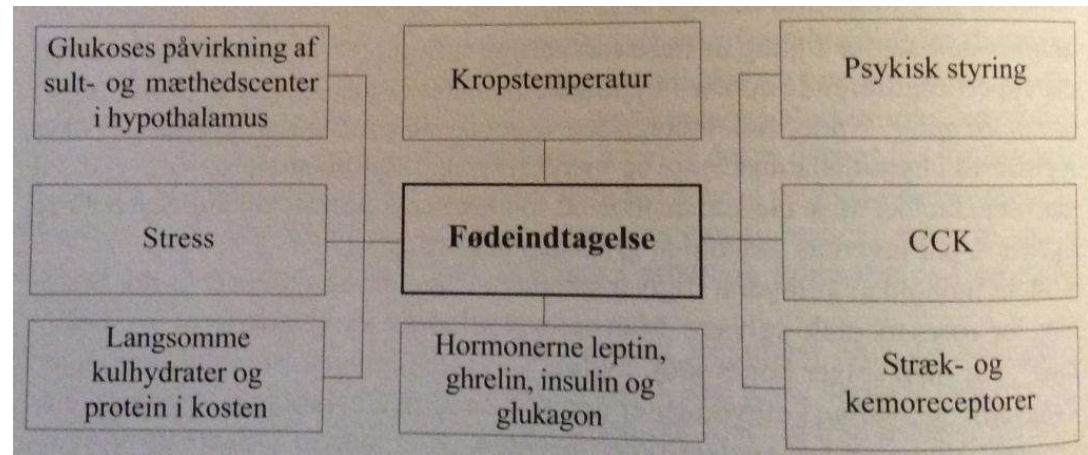 Glukoses påvirkning af
sult- og mæthedscenter
i hypothalamus
Kropstemperatur
Psykisk styring
Stress
Fødeindtagelse
CCK
Langsomme
kulhydrater og
protein i kosten
Hormonerne leptin,
ghrelin, insulin og
glukagon
Stræk- og
kemoreceptorer